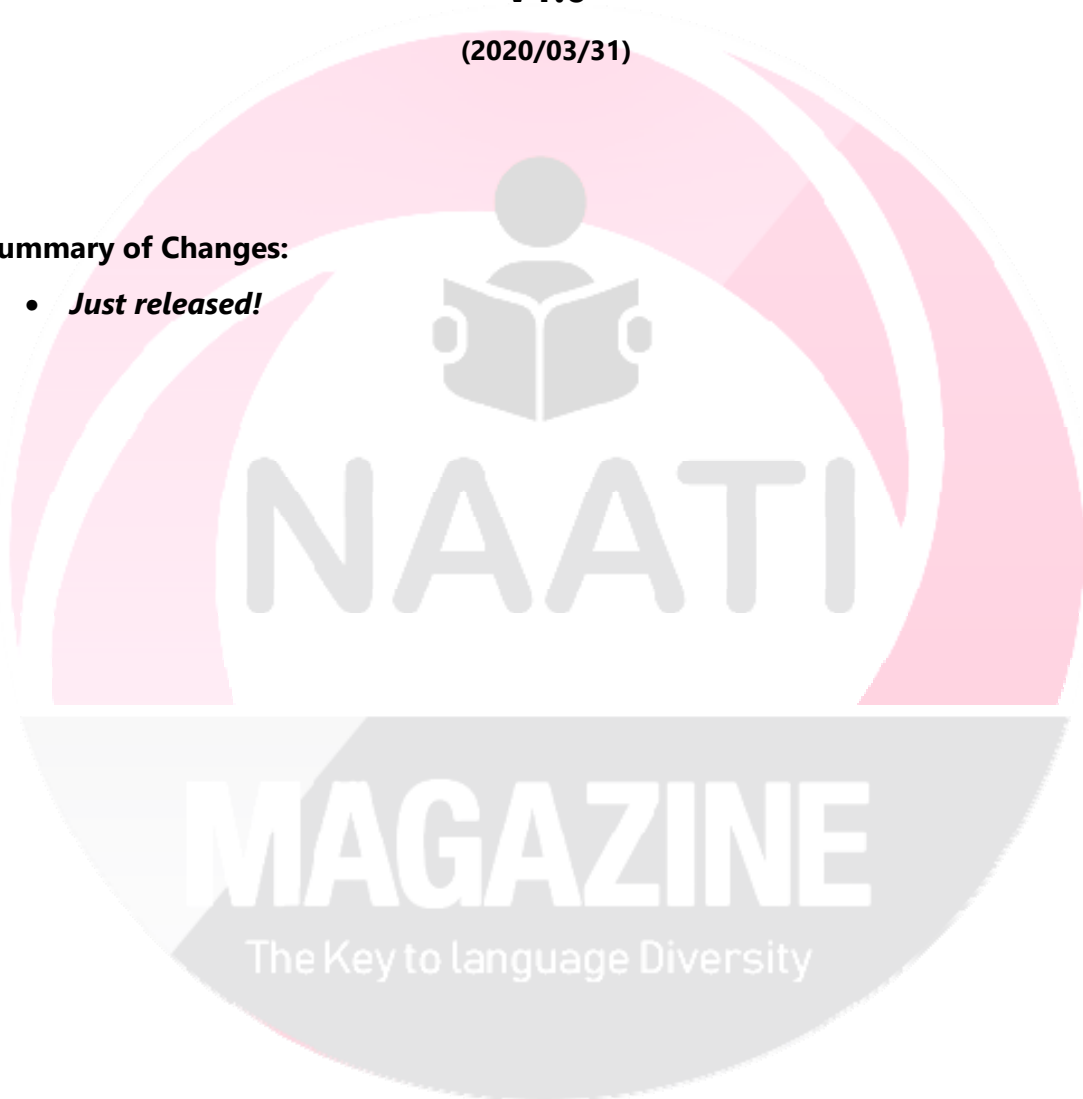 (2020/03/31)
ummary of Changes:
• Just released!
NAATI
MAGAZINE
The Key to language Diversity